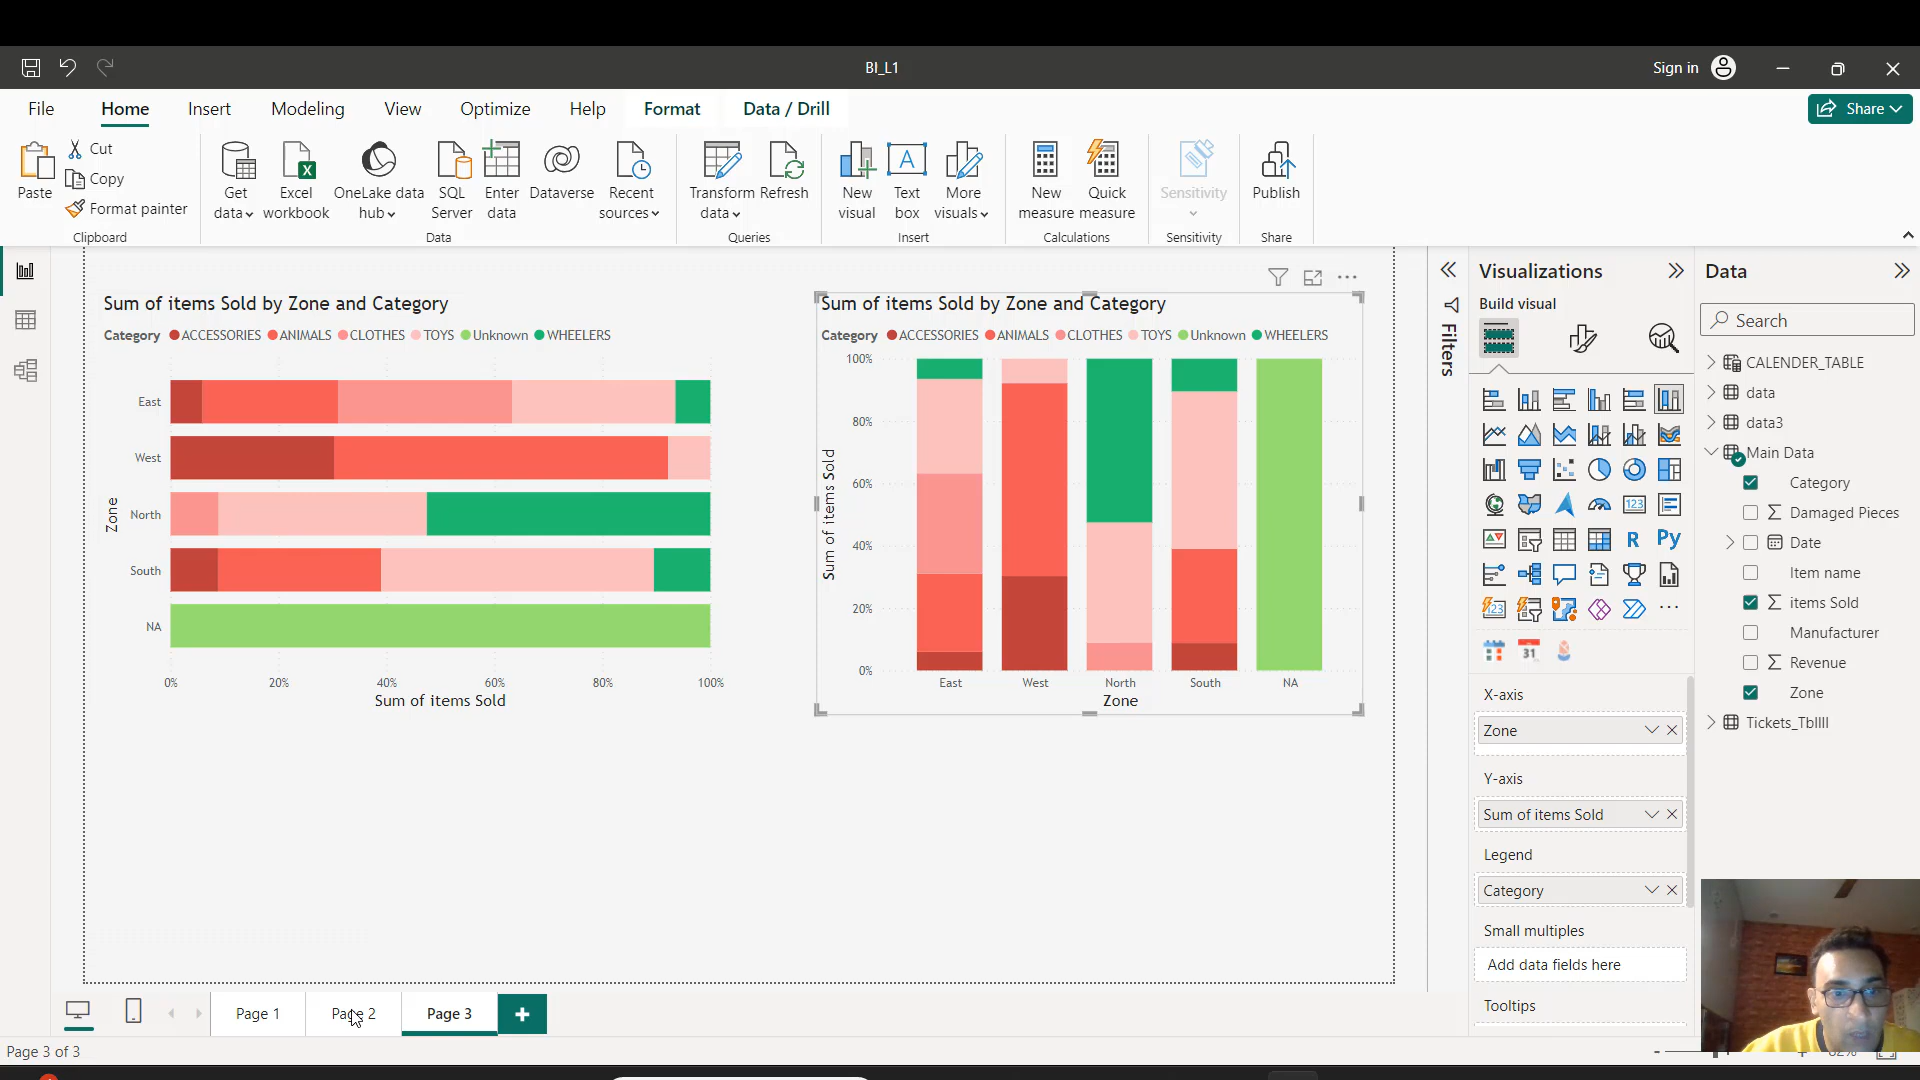 BI_L1
Sign in
File
Home
Insert
Modeling
View
Optimize
Help
Format
Data / Drill
Share
Paste
Cut
Copy
Format painter
Clipboard
Get
data
Excel
workbook
OneLake data
hub
SQL
Server
Enter
data
Dataverse
Recent
sources
Data
Transform
data
Refresh
Queries
New
visual
A
Text
box
More
visuals
Insert
New
measure
Quick
measure
Calculations
Sensitivity
Sensitivity
Publish
Share
Sum of items Sold by Zone and Category
Category ACCESSORIES ANIMALS CLOTHES TOYS Unknown WHEELERS
Zone
East
West
North
South
NA
0% 20% 40% 60% 80% 100%
Sum of items Sold
Sum of items Sold by Zone and Category
Category ACCESSORIES ANIMALS CLOTHES TOYS Unknown WHEELERS
Sum of items Sold
100%
80%
60%
40%
20%
0%
East West North South NA
Zone
Filters
Visualizations
Build visual
123
R
Py
123
31
X-axis
Zone
Y-axis
Sum of items Sold
Legend
Category
Small multiples
Add data fields here
Tooltips
Data
Search
CALENDER_TABLE
data
data3
Main Data
Category
Damaged Pieces
Date
Item name
items Sold
Manufacturer
Revenue
Zone
Tickets_Tbllll
Page 1
Page 2
Page 3
Page 3 of 3